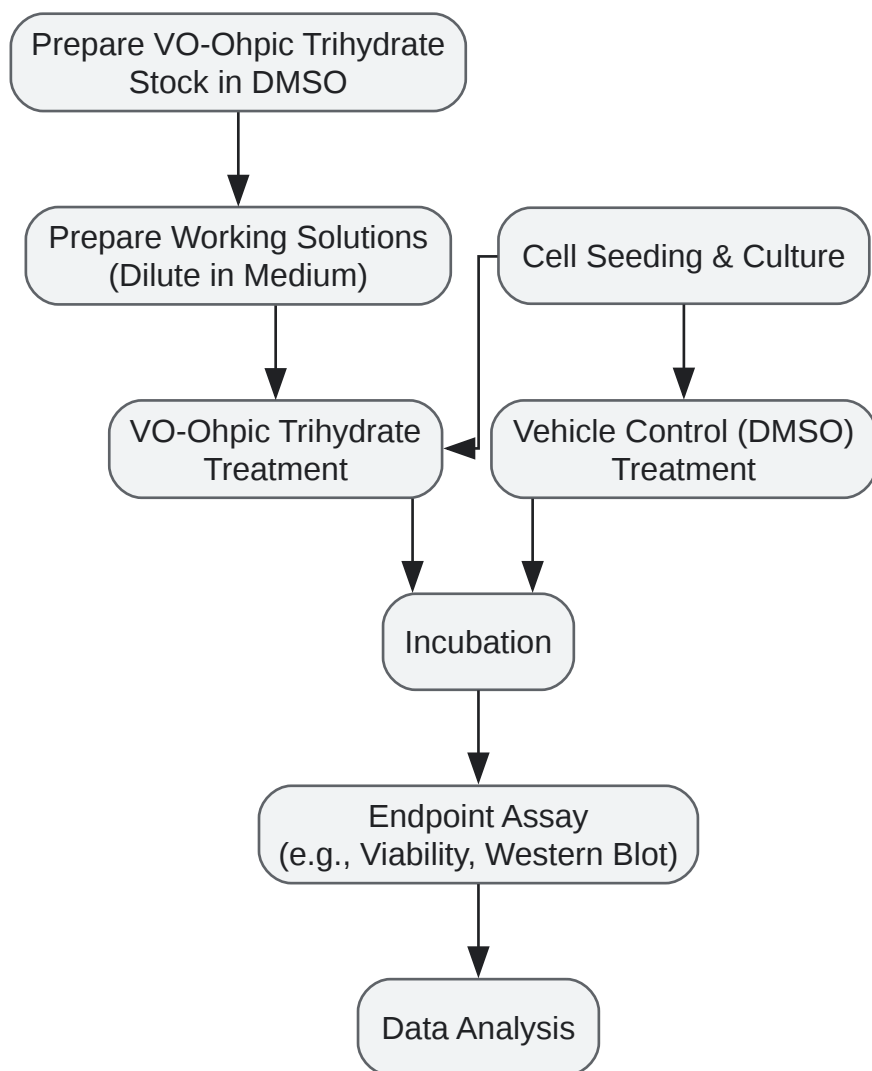 Prepare VO-Ohpic Trihydrate
Stock in DMSO
Prepare Working Solutions
(Dilute in Medium)
Cell Seeding & Culture
VO-Ohpic Trihydrate
Treatment
Vehicle Control (DMSO)
Treatment
Incubation
Endpoint Assay
(e.g., Viability, Western Blot)
Data Analysis